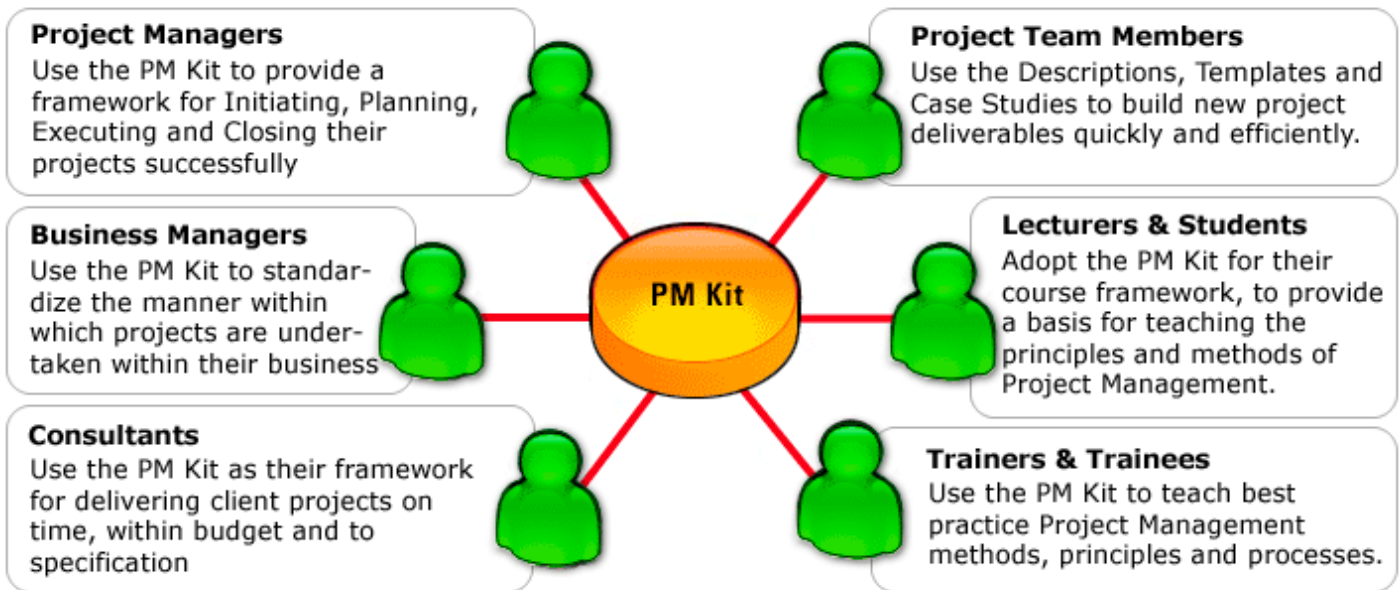 Project Managers
Use the PM Kit to provide a
framework for Initiating, Planning,
Executing and Closing their
projects successfully
Business Managers
Use the PM Kit to standar-
dize the manner within
which projects are under-
taken within their business
Consultants
Use the PM Kit as their framework
for delivering client projects on
time, within budget and to
specification
PM Kit
Project Team Members
Use the Descriptions, Templates and
Case Studies to build new project
deliverables quickly and efficiently.
Lecturers & Students
Adopt the PM Kit for their
course framework, to provide
a basis for teaching the
principles and methods of
Project Management.
Trainers & Trainees
Use the PM Kit to teach best
practice Project Management
methods, principles and processes.